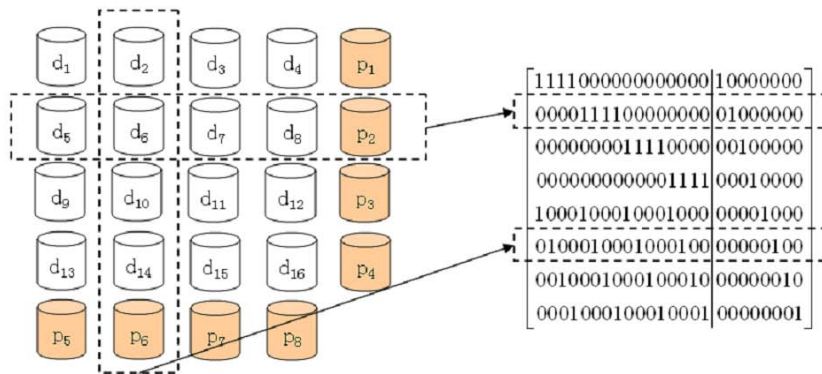 d₁ d₂ d₃ d₄ p₁
d₅ d₆ d₇ d₈ p₂
d₉ d₁₀ d₁₁ d₁₂ p₃
d₁₃ d₁₄ d₁₅ d₁₆ p₄
p₅ p₆ p₇ p₈
1111000000000000 10000000
0000111100000000 01000000
0000000011110000 00100000
0000000000001111 00010000
1000100010001000 00001000
0100010001000100 00000100
0010001000100010 00000010
0001000100010001 00000001